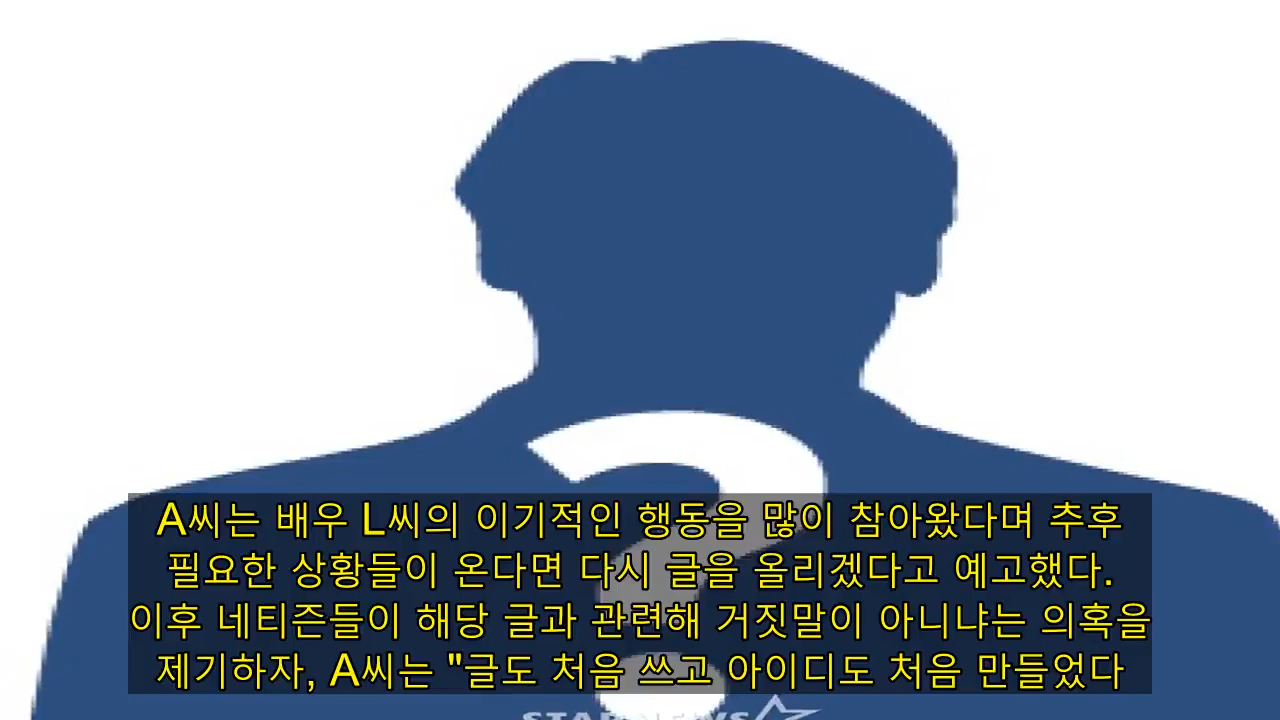 A씨는 배우 L씨의 이기적인 행동을 많이 참아왔다며 추후
필요한 상황들이 온다면 다시 글을 올리겠다고 예고했다.
이후 네티즌들이 해당 글과 관련해 거짓말이 아니냐는 의혹을
제기하자, A씨는 "글도 처음 쓰고 아이디도 처음 만들었다
?
STARNEWS